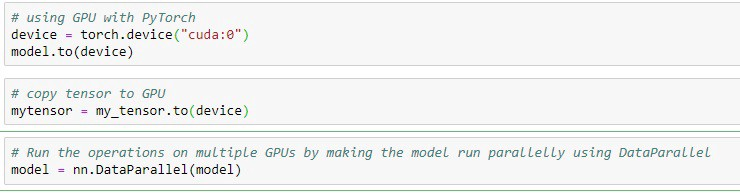 # using GPU with PyTorch
device = torch.device("cuda:0")
model.to(device)
# copy tensor to GPU
mytensor = my_tensor.to(device)
# Run the operations on multiple GPUs by making the model run parallelly using DataParallel
model = nn.DataParallel(model)